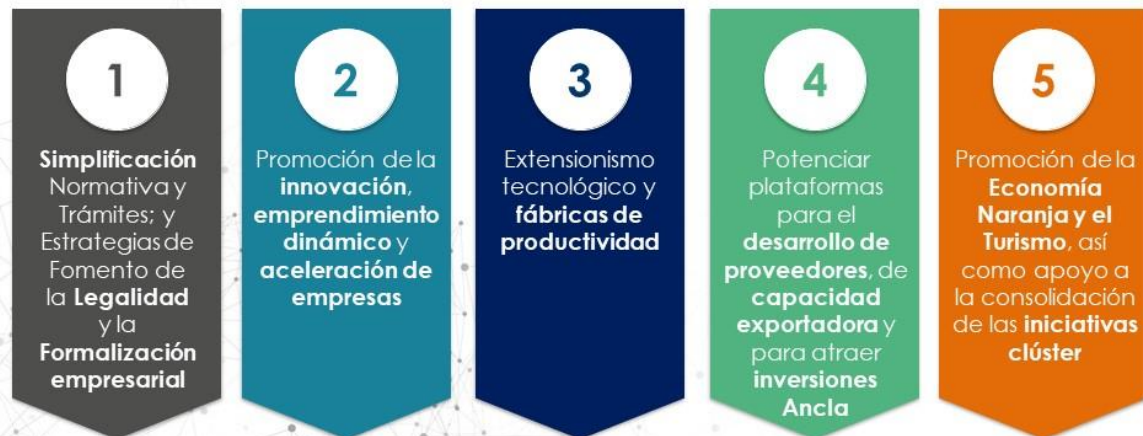 1
Simplificación
Normativa y
Trámites; y
Estrategias de
Fomento de
la Legalidad
y la
Formalización
empresarial
2
Promoción de la
innovación,
emprendimiento
dinámico y
aceleración de
empresas
3
Extensionismo
tecnológico y
fábricas de
productividad
4
Potenciar
plataformas
para el
desarrollo de
proveedores, de
capacidad
exportadora y
para atraer
inversiones
Ancla
5
Promoción de la
Economía
Naranja y el
Turismo, así
como apoyo a
la consolidación
de las iniciativas
clúster